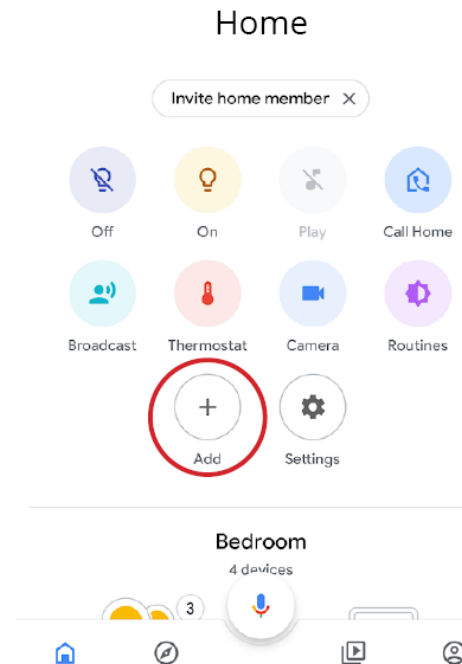 Home
Invite home member
Off On Play Call Home
Broadcast Thermostat Camera Routines
Add Settings
Bedroom
4 devices
3